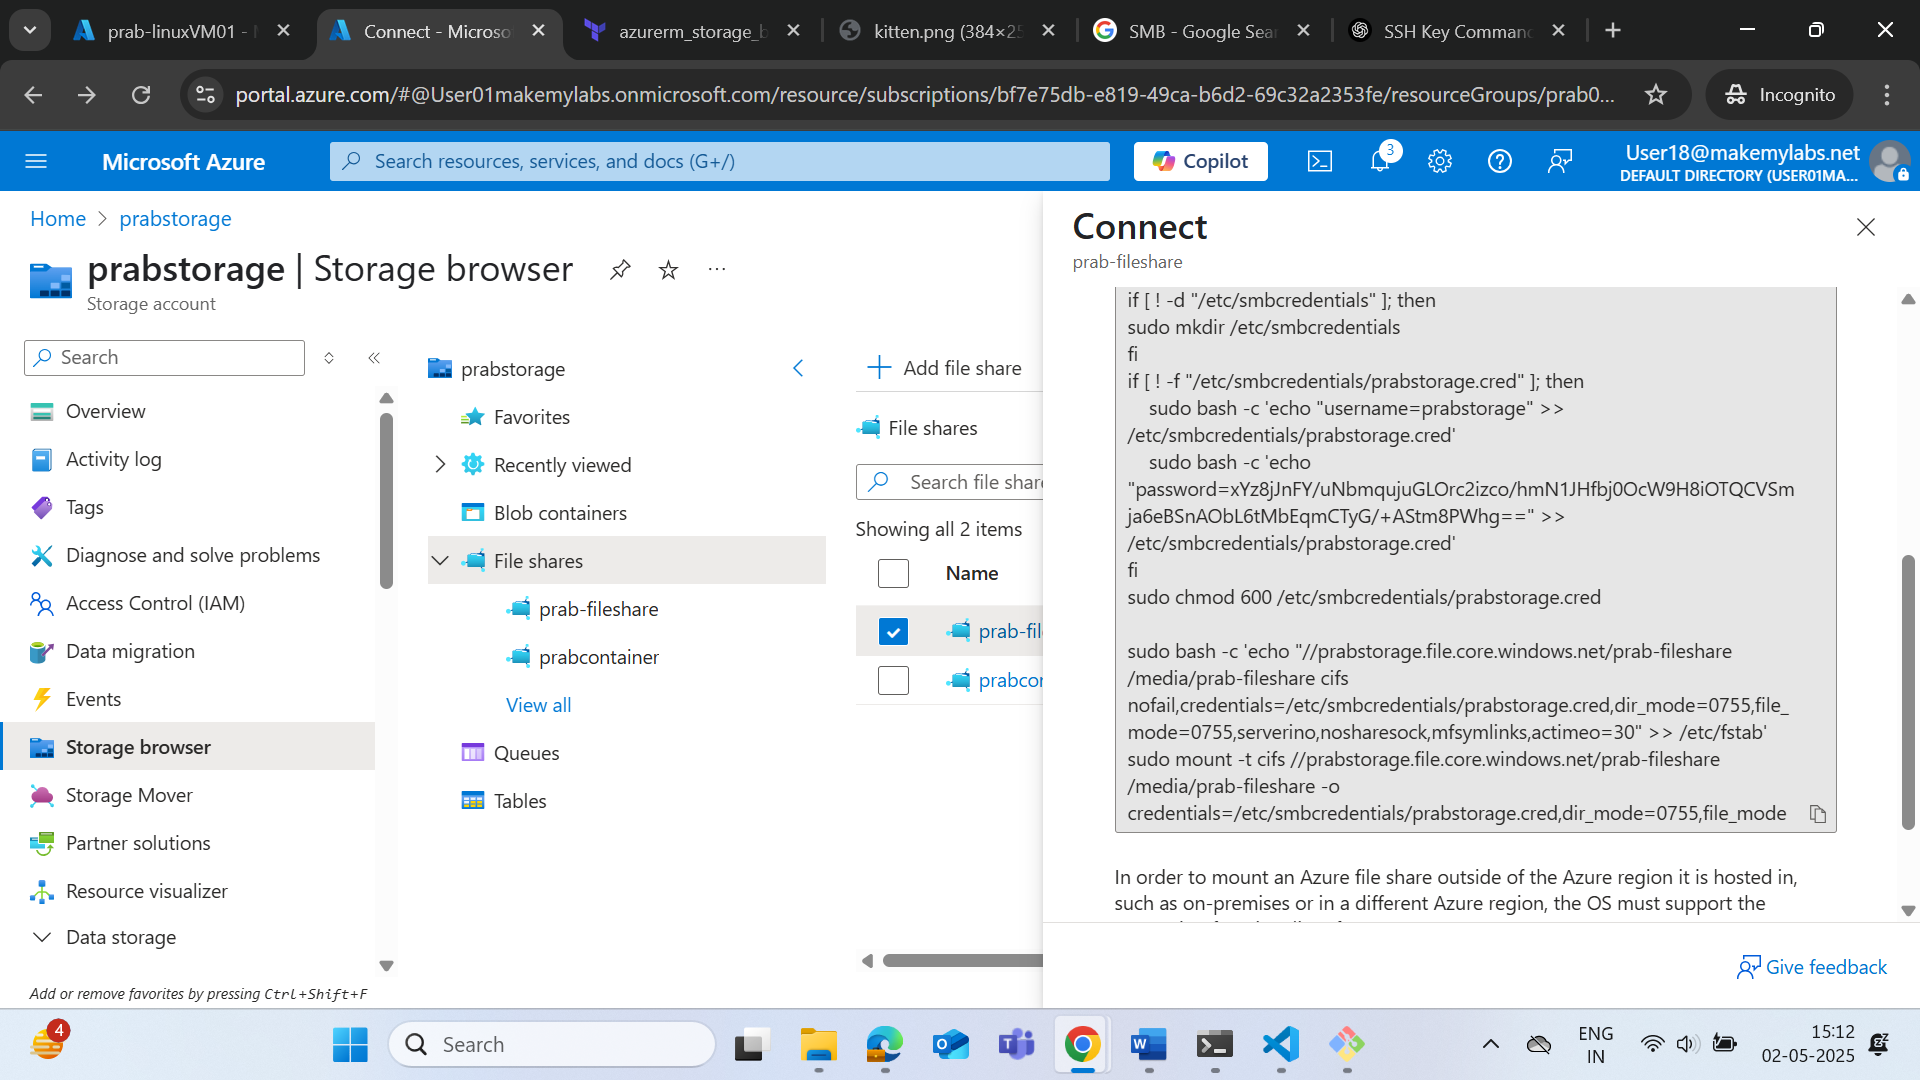 prab-linuxVM01 -
Connect - Microso
azurerm_storage_b
kitten.png (384×25
SMB - Google Sear
SSH Key Command
portal.azure.com/#@User01makemylabs.onmicrosoft.com/resource/subscriptions/bf7e75db-e819-49ca-b6d2-69c32a2353fe/resourceGroups/prab0...
Incognito
Microsoft Azure
Search resources, services, and docs (G+/)
Copilot
3
User18@makemylabs.net
DEFAULT DIRECTORY (USER01MA...
Home > prabstorage
prabstorage | Storage browser
Storage account
Search
Overview
Activity log
Tags
Diagnose and solve problems
Access Control (IAM)
Data migration
Events
Storage browser
Storage Mover
Partner solutions
Resource visualizer
Data storage
Add or remove favorites by pressing Ctrl+Shift+F
prabstorage
Favorites
Recently viewed
Blob containers
File shares
prab-fileshare
prabcontainer
View all
Queues
Tables
Add file share
File shares
Search file share
Showing all 2 items
Name
prab-fil
prabcor
Connect
prab-fileshare
if [ ! -d "/etc/smbcredentials" ]; then
sudo mkdir /etc/smbcredentials
fi
if [ ! -f "/etc/smbcredentials/prabstorage.cred" ]; then
sudo bash -c 'echo "username=prabstorage" >>
/etc/smbcredentials/prabstorage.cred'
sudo bash -c 'echo
"password=xYz8jJnFY/uNbmqujuGLOrc2izco/hmN1JHfbj0OcW9H8iOTQCVSm
ja6eBSnAObL6tMbEqmCTyG/+AStm8PWhg==" >>
/etc/smbcredentials/prabstorage.cred'
fi
sudo chmod 600 /etc/smbcredentials/prabstorage.cred
sudo bash -c 'echo "//prabstorage.file.core.windows.net/prab-fileshare
/media/prab-fileshare cifs
nofail,credentials=/etc/smbcredentials/prabstorage.cred,dir_mode=0755,file_
mode=0755,serverino,nosharesock,mfsymlinks,actimeo=30" >> /etc/fstab'
sudo mount -t cifs //prabstorage.file.core.windows.net/prab-fileshare
/media/prab-fileshare -o
credentials=/etc/smbcredentials/prabstorage.cred,dir_mode=0755,file_mode
In order to mount an Azure file share outside of the Azure region it is hosted in,
such as on-premises or in a different Azure region, the OS must support the
Give feedback
4
Search
ENG
IN
15:12
02-05-2025